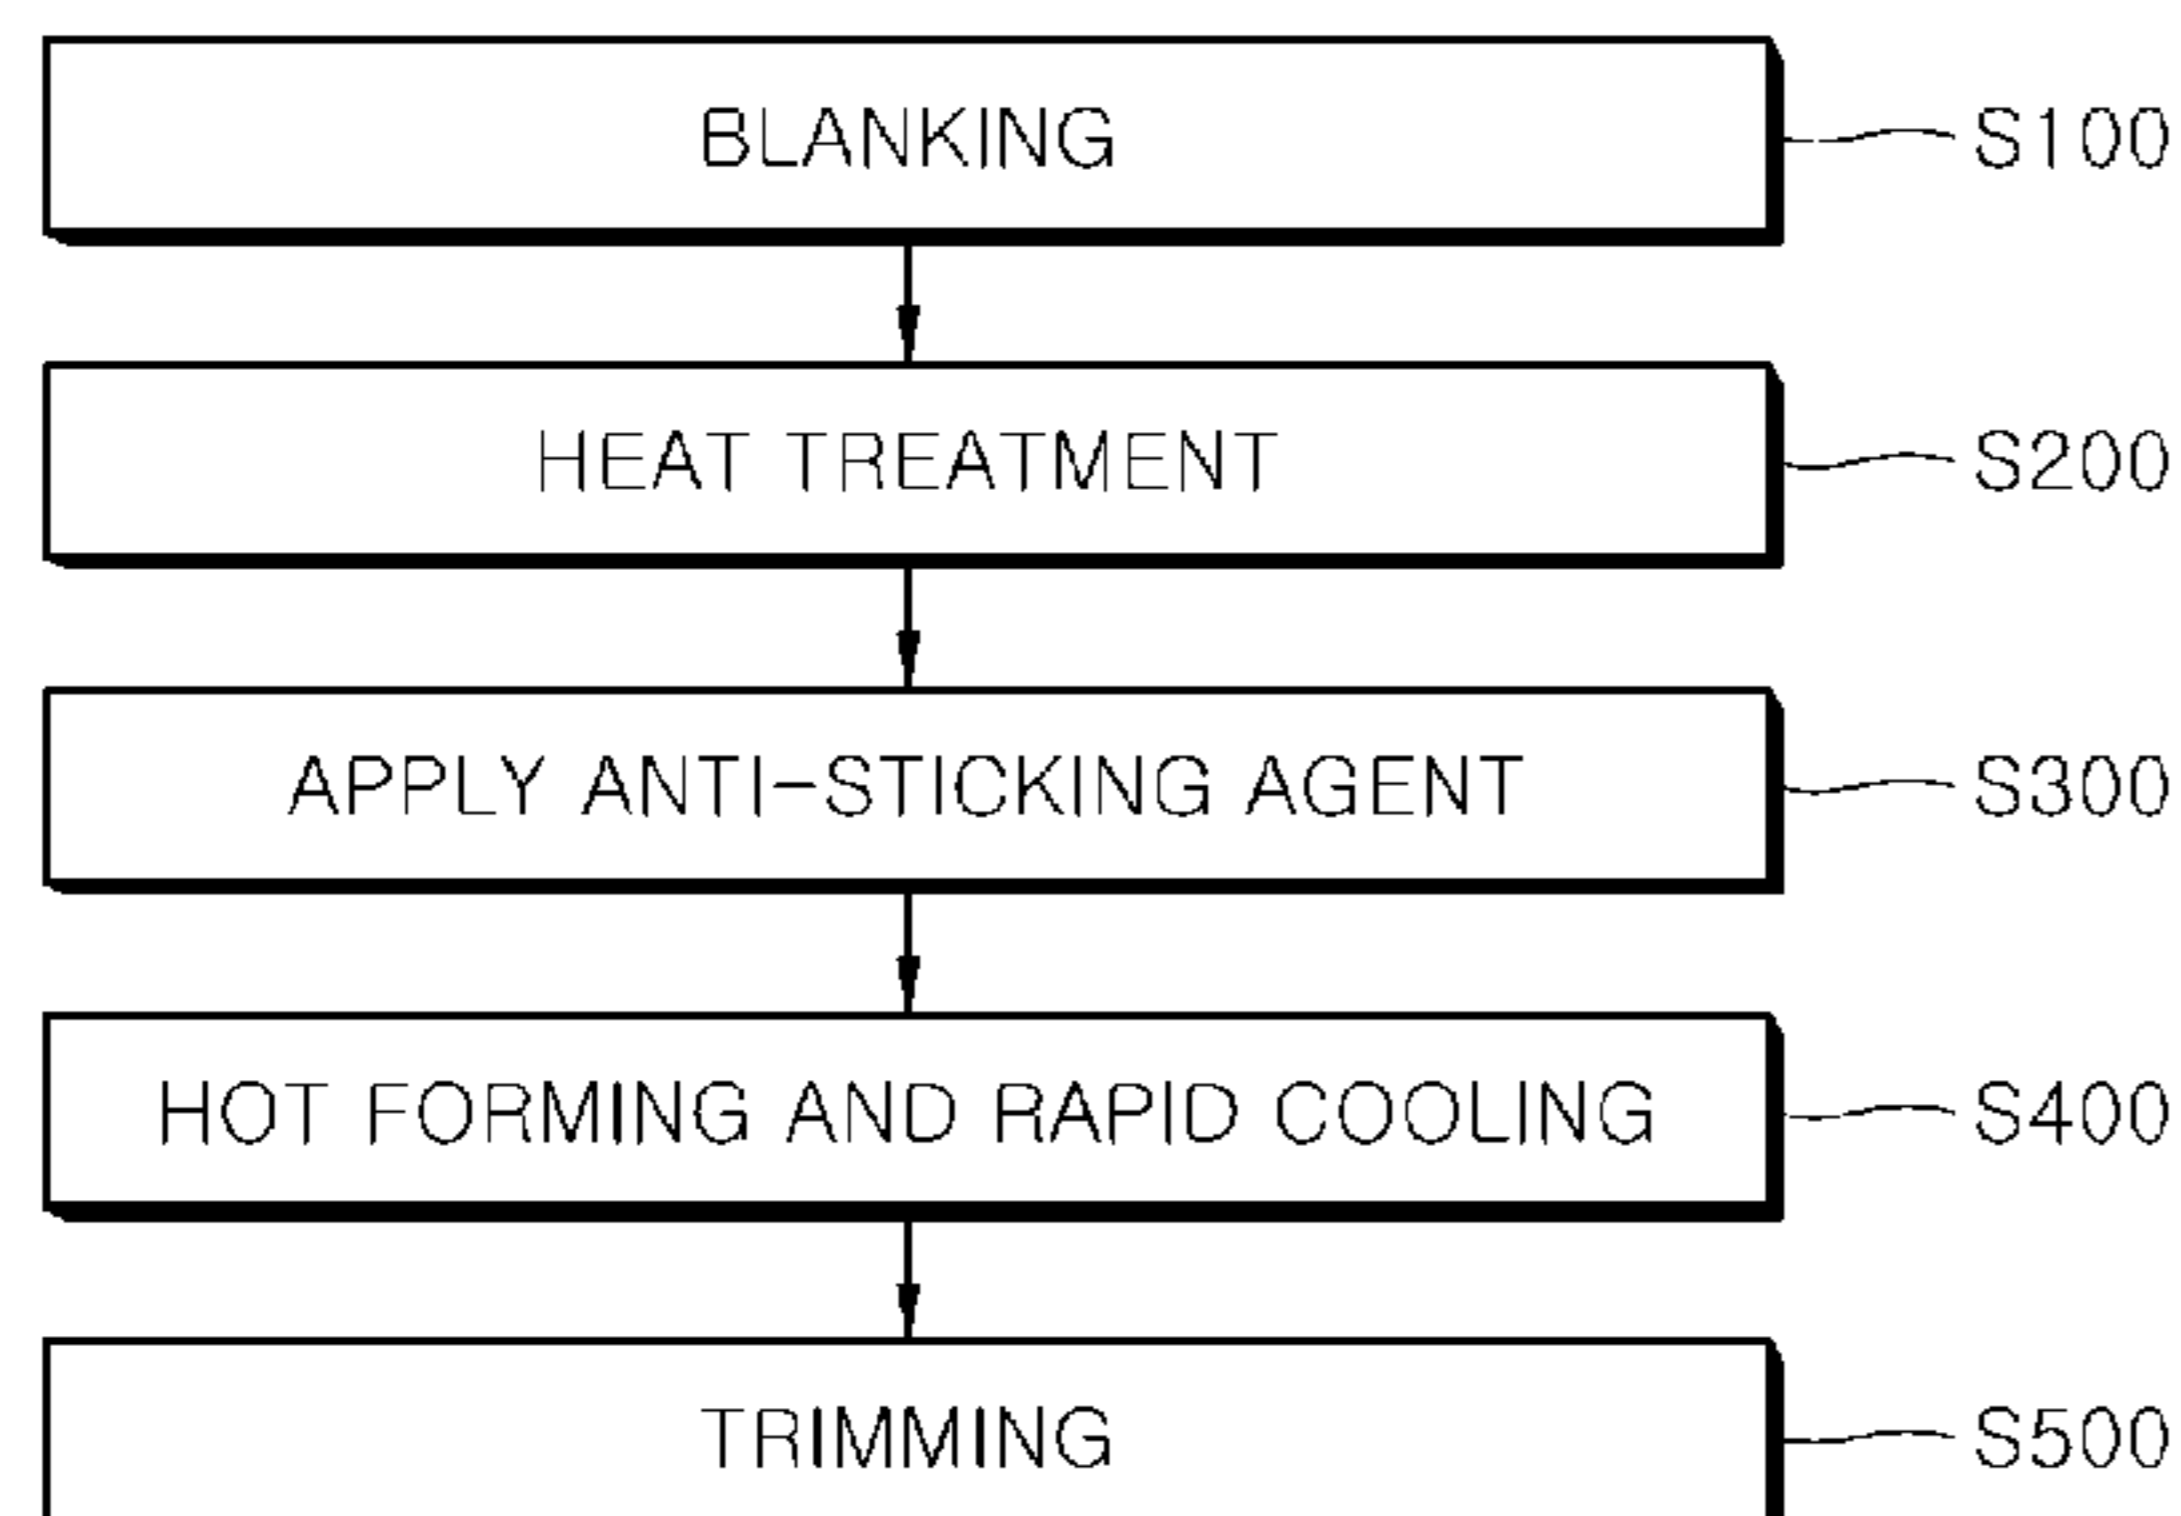 BLANKING S100
HEAT TREATMENT S200
APPLY ANTI-STICKING AGENT S300
HOT FORMING AND RAPID COOLING S400
TRIMMING S500